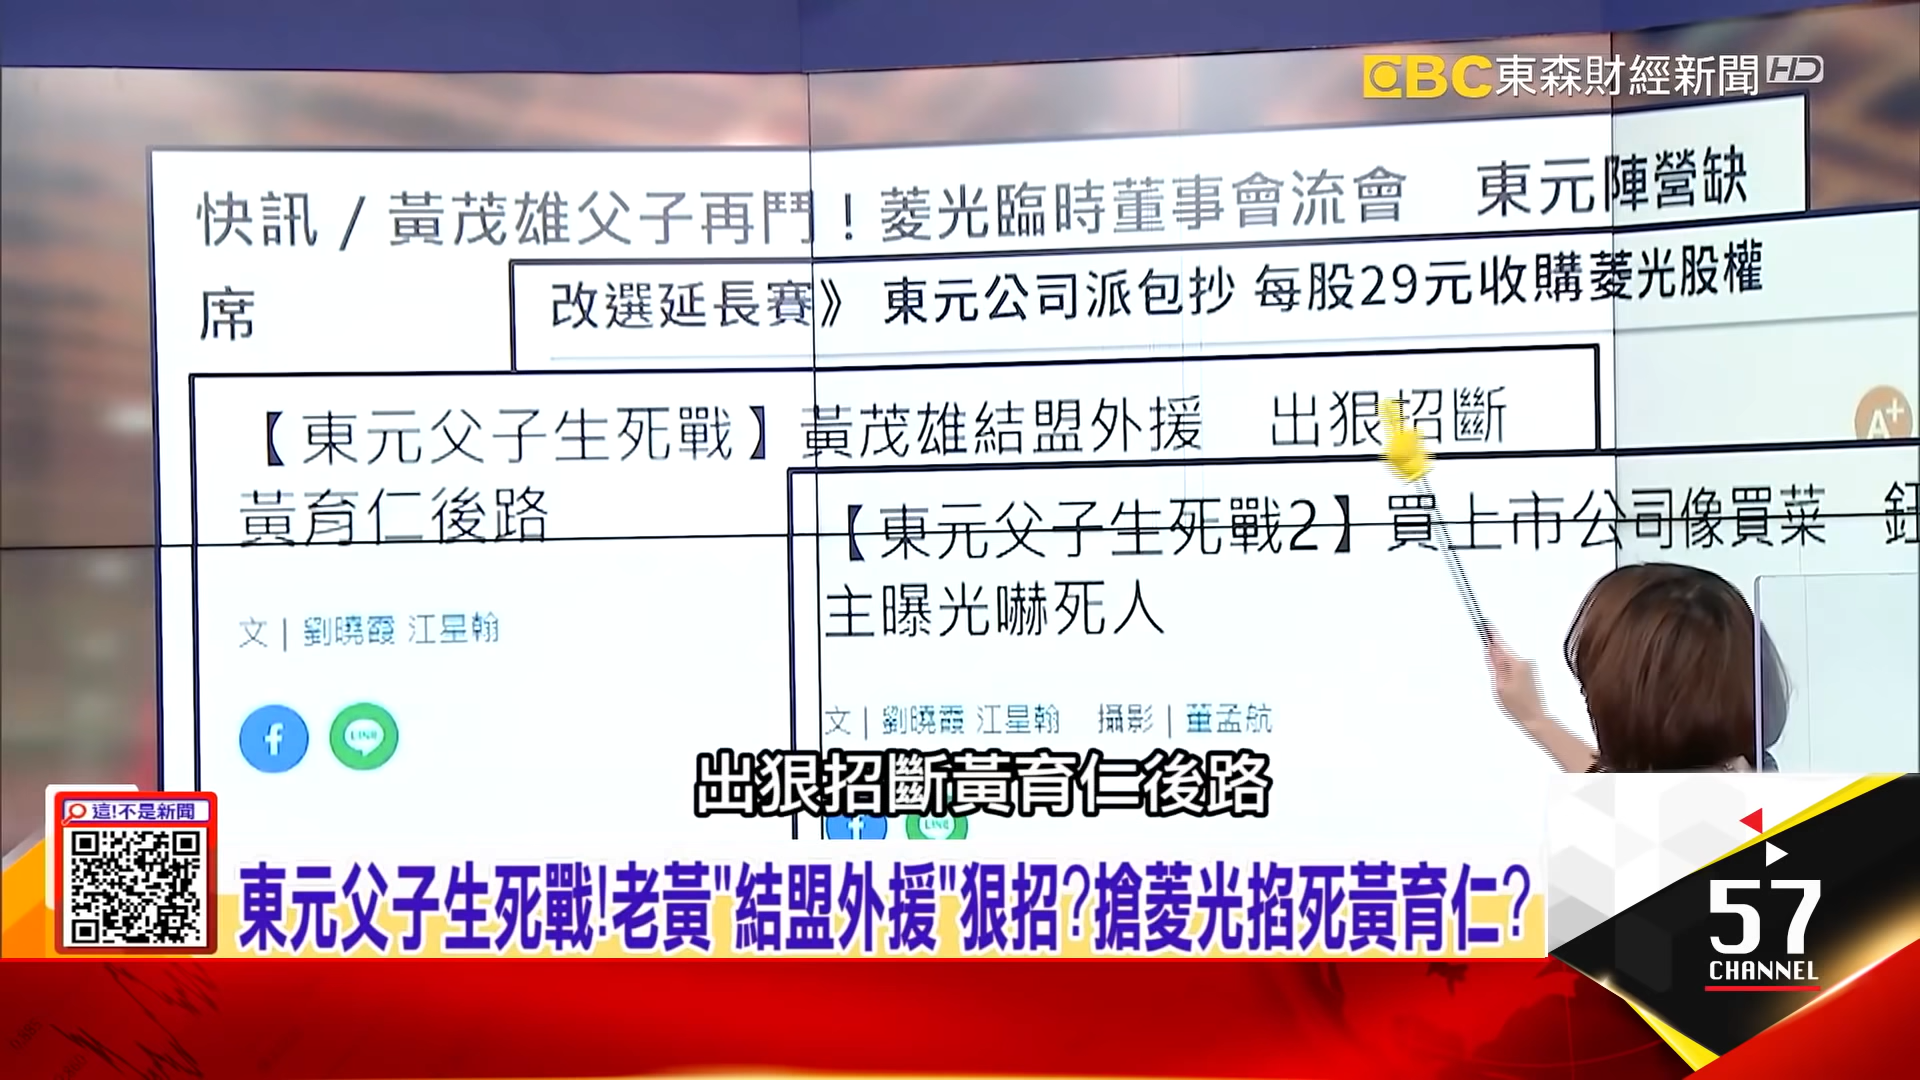 EBC東森財經新聞HD
快訊／黃茂雄父子再鬥！菱光臨時董事會流會 東元陣營缺
席
改選延長賽》 東元公司派包抄 每股29元收購菱光股權
【東元父子生死戰】黃茂雄結盟外援 出狠招斷
黃育仁後路
文 | 劉曉霞 江星翰
f
LINE
A+
【東元父子生死戰2】買上市公司像買菜 鈺
主曝光嚇死人
文 | 劉曉霞 江星翰 攝影 | 董孟航
f
LINE
出狠招斷黃育仁後路
這!不是新聞
東元父子生死戰!老黃"結盟外援"狠招?搶菱光掐死黃育仁?
57
CHANNEL